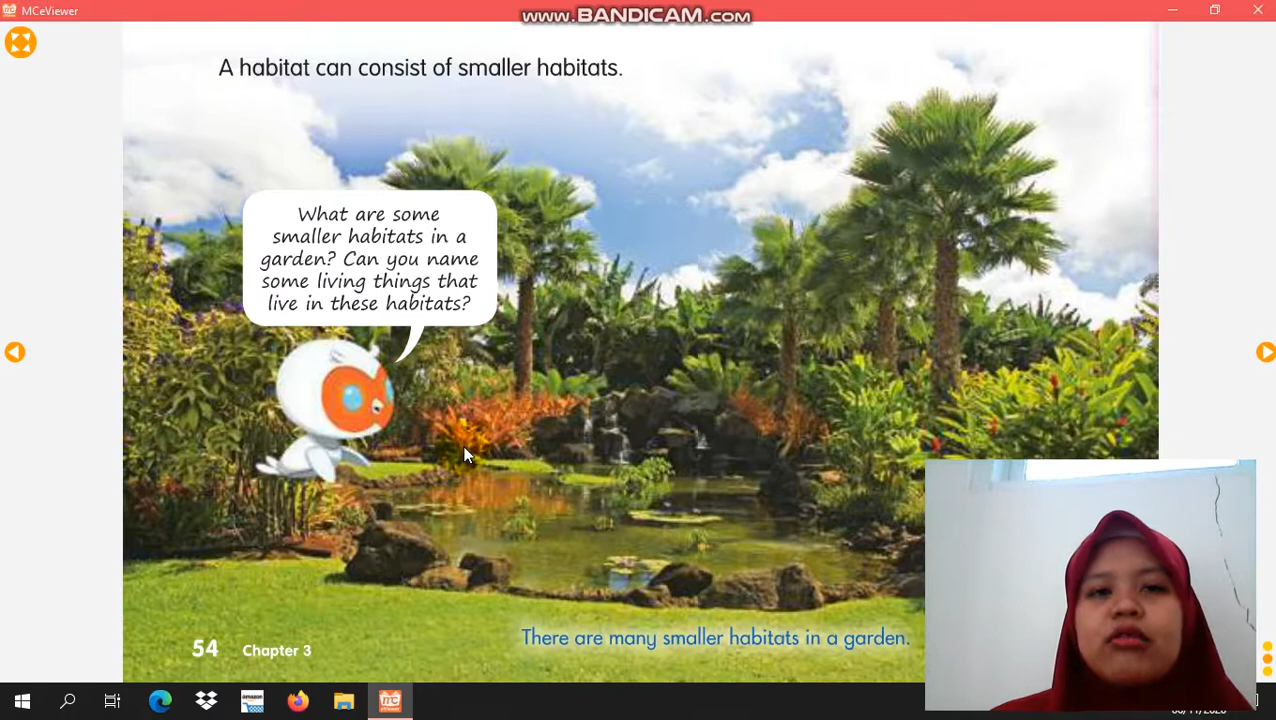 MCeViewer
WWW.BANDICAM.COM
A habitat can consist of smaller habitats.
What are some
smaller habitats in a
garden? Can you name
some living things that
live in these habitats?
There are many smaller habitats in a garden.
54 Chapter 3
amazon